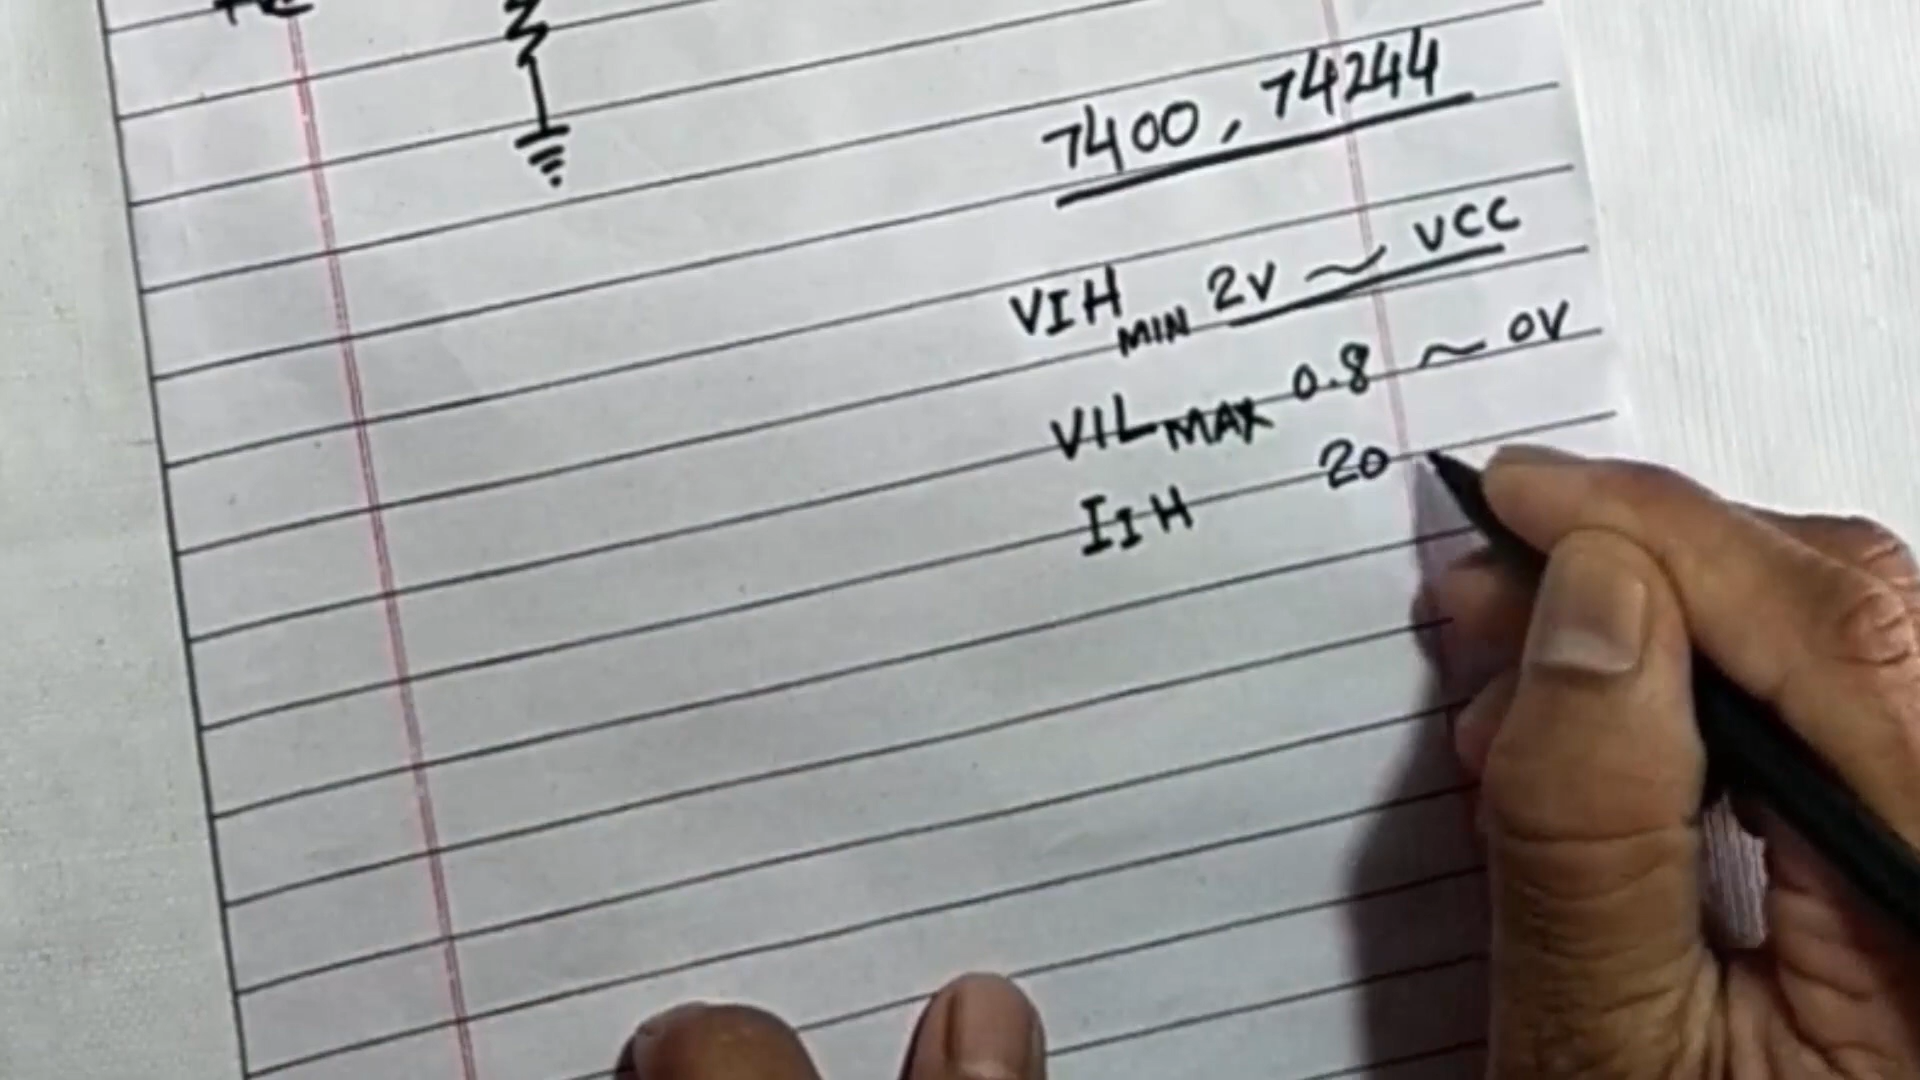 7400, 74244
VIH MIN 2V ~ VCC
VIL MAX 0.8 ~ 0V
IIH 20